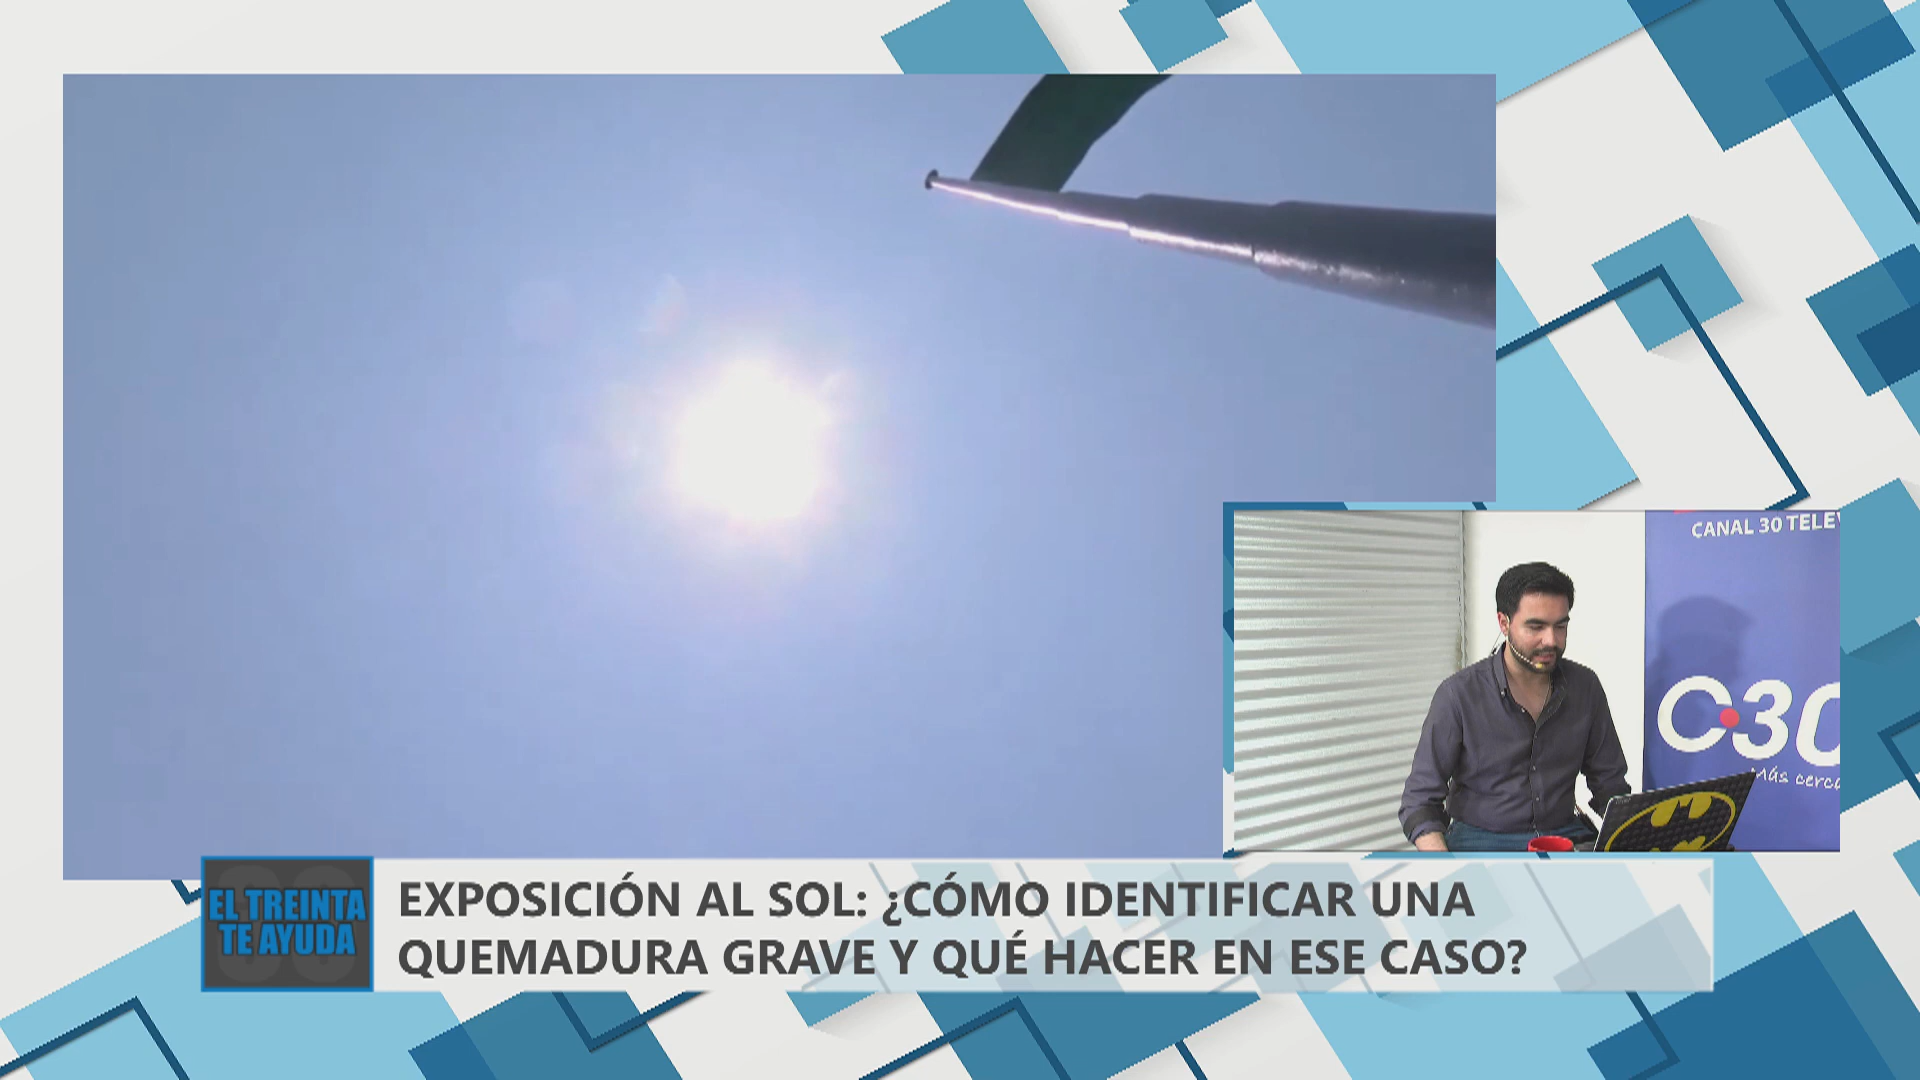 CANAL 30 TELEV
C30
Más cerca
EL TREINTA
TE AYUDA
EXPOSICIÓN AL SOL: ¿CÓMO IDENTIFICAR UNA
QUEMADURA GRAVE Y QUÉ HACER EN ESE CASO?